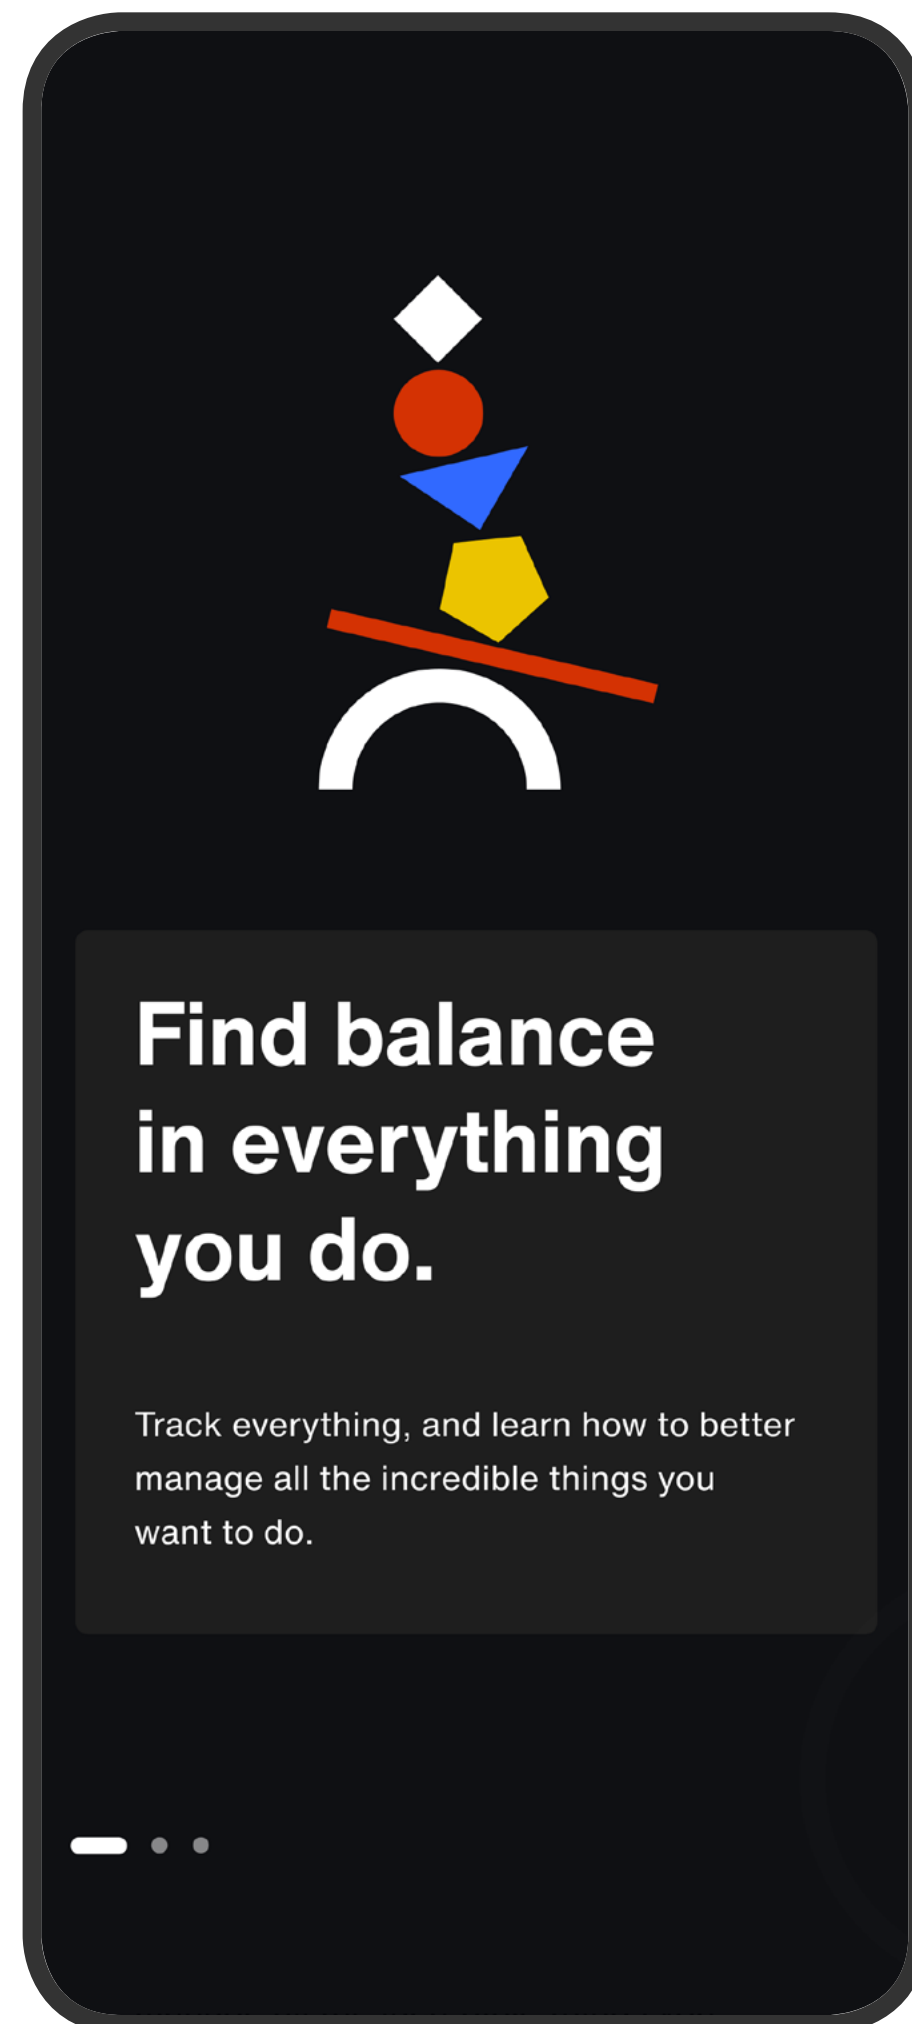 Find balance
in everything
you do.
Track everything, and learn how to better
manage all the incredible things you
want to do.